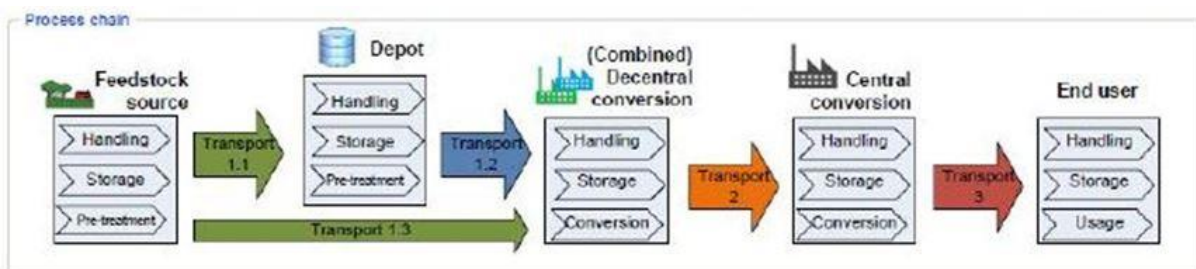 Process chain
Feedstock
source
Handling
Storage
Pre-treatment
Transport
1.1
Depot
Handling
Storage
Pre-treatment
Transport
1.2
Transport 1.3
(Combined)
Decentral
conversion
Handling
Storage
Conversion
Transport
2
Central
conversion
Handling
Storage
Conversion
Transport
3
End user
Handling
Storage
Usage